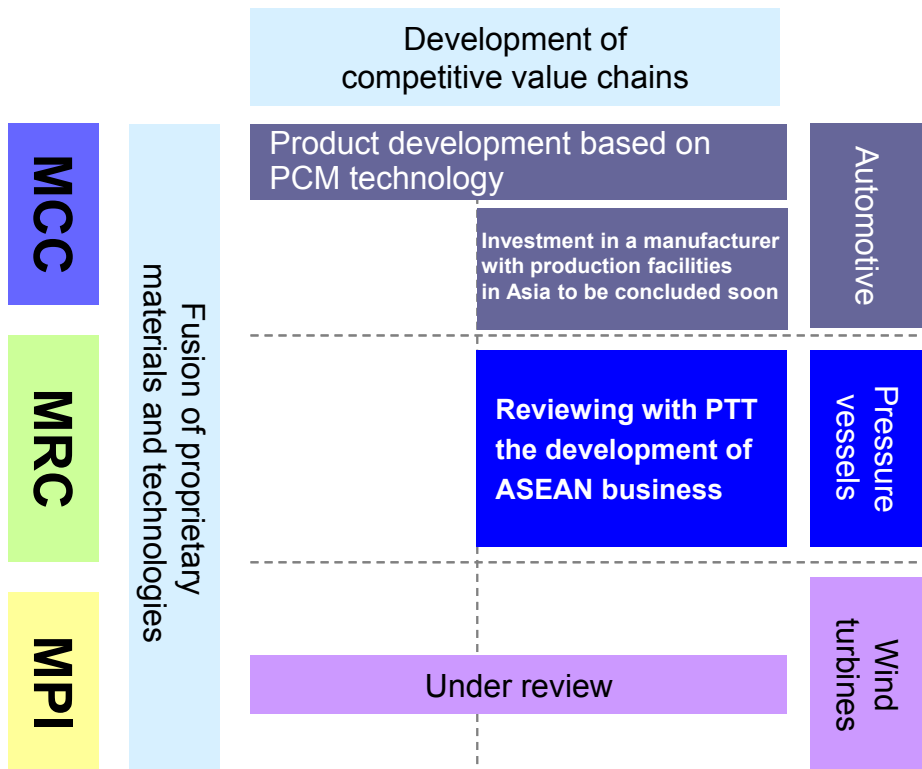 Development of
competitive value chains
MCC
MRC
MPI
Fusion of proprietary
materials and technologies
Product development based on
PCM technology
Investment in a manufacturer
with production facilities
in Asia to be concluded soon
Automotive
Reviewing with PTT
the development of
ASEAN business
Pressure
vessels
Under review
Wind
turbines